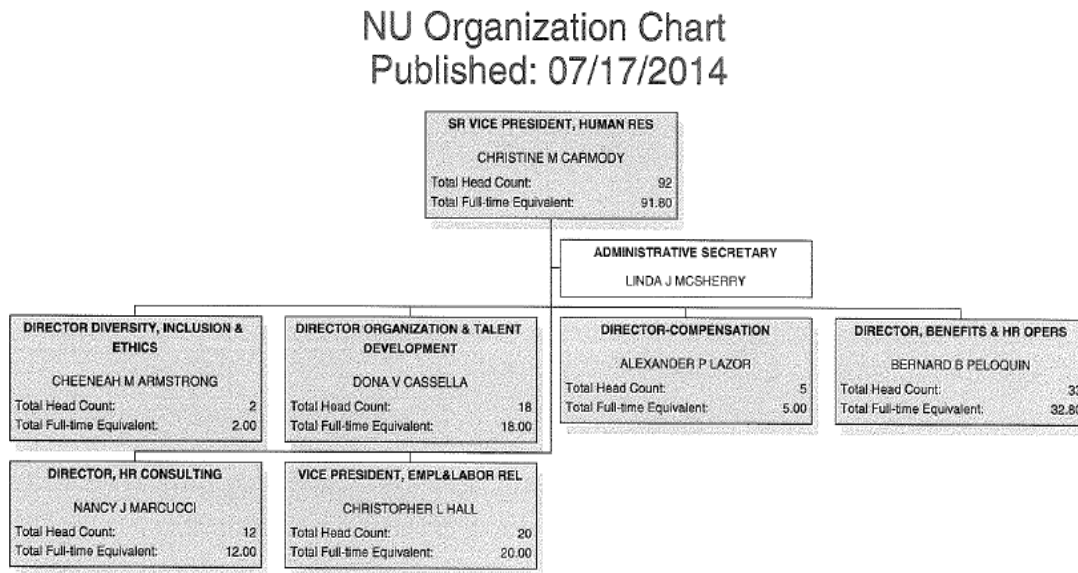 NU Organization Chart
Published: 07/17/2014
SR VICE PRESIDENT, HUMAN RES
CHRISTINE M CARMODY
Total Head Count: 92
Total Full-time Equivalent: 91.80
ADMINISTRATIVE SECRETARY
LINDA J MCSHERRY
DIRECTOR DIVERSITY, INCLUSION &
ETHICS
CHEENEAH M ARMSTRONG
Total Head Count: 2
Total Full-time Equivalent: 2.00
DIRECTOR ORGANIZATION & TALENT
DEVELOPMENT
DONA V CASSELLA
Total Head Count: 18
Total Full-time Equivalent: 18.00
DIRECTOR-COMPENSATION
ALEXANDER P LAZOR
Total Head Count: 5
Total Full-time Equivalent: 5.00
DIRECTOR, BENEFITS & HR OPERS
BERNARD B PELOQUIN
Total Head Count: 33
Total Full-time Equivalent: 32.80
DIRECTOR, HR CONSULTING
NANCY J MARCUCCI
Total Head Count: 12
Total Full-time Equivalent: 12.00
VICE PRESIDENT, EMPL&LABOR REL
CHRISTOPHER L HALL
Total Head Count: 20
Total Full-time Equivalent: 20.00